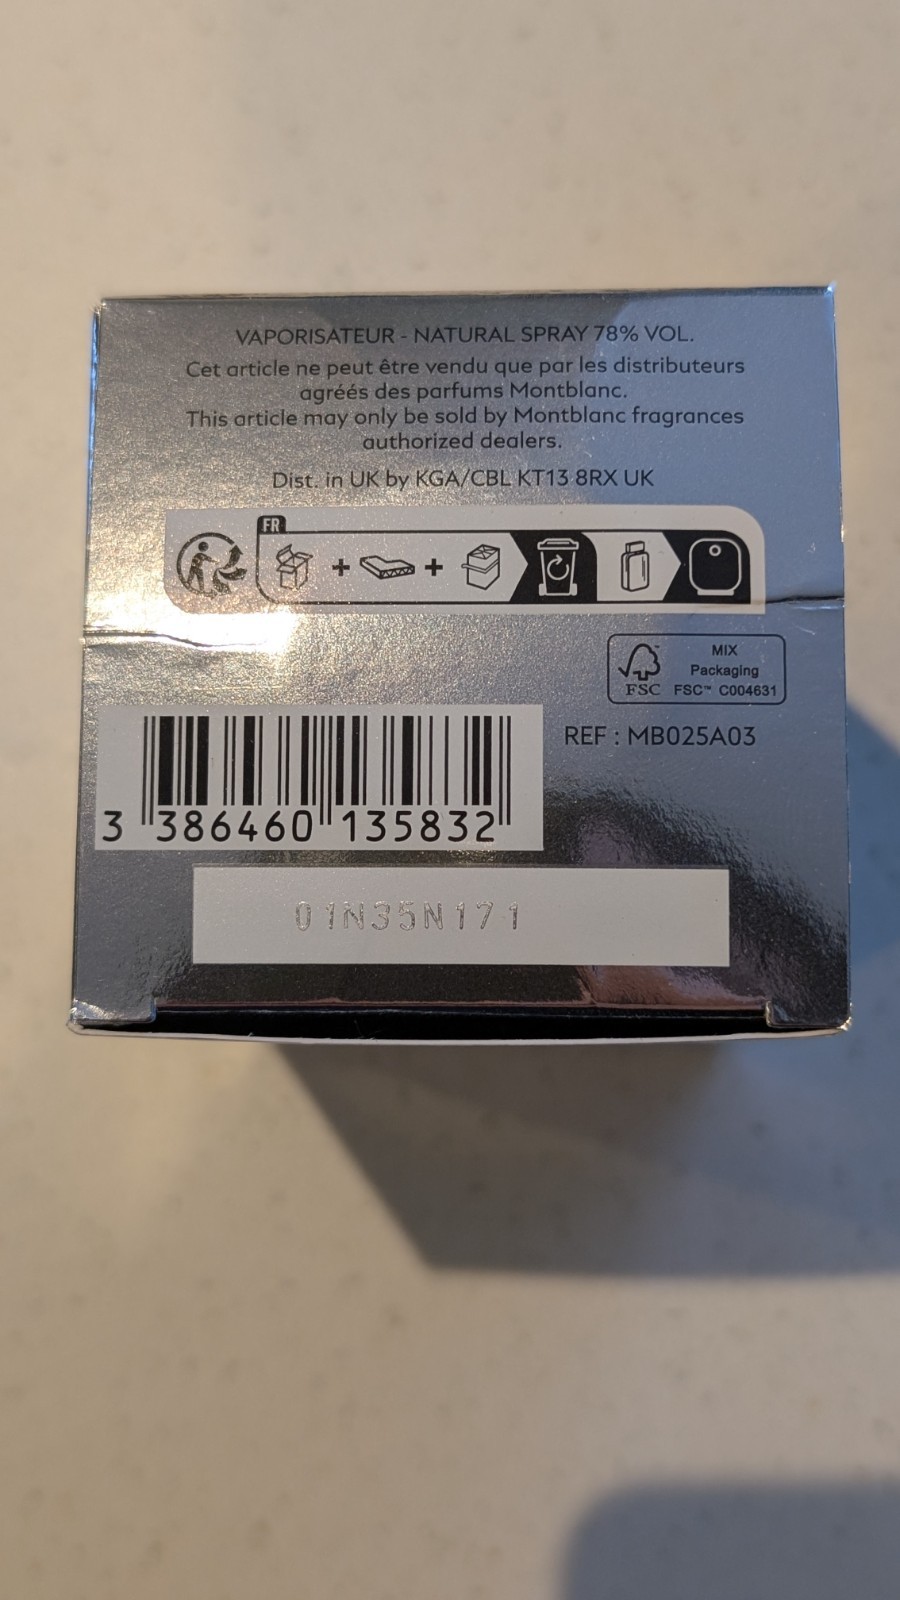 VAPORISATEUR - NATURAL SPRAY 78% VOL.
Cet article ne peut être vendu que par les distributeurs
agréés des parfums Montblanc.
This article may only be sold by Montblanc fragrances
authorized dealers.
Dist. in UK by KGA/CBL KT13 8RX UK
FR
MIX
Packaging
FSC FSC™ C004631
REF : MB025A03
3 386460 135832
01N35N171